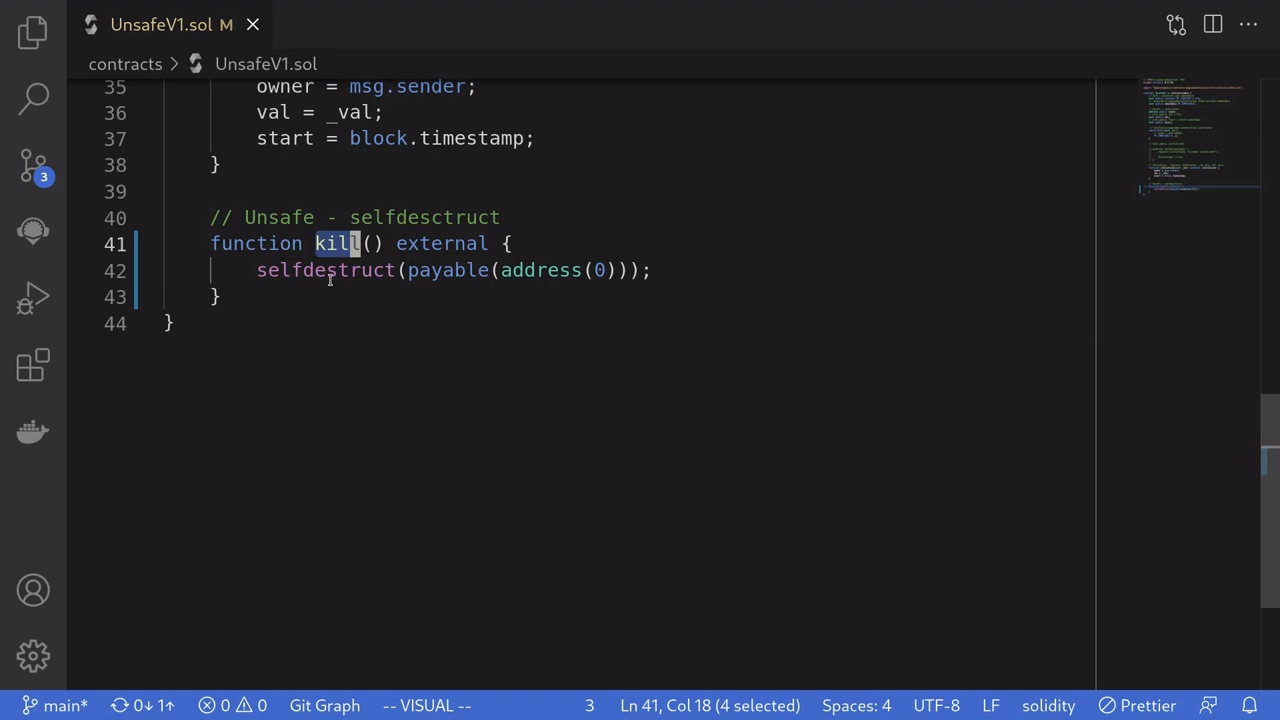 UnsafeV1.sol M
contracts > UnsafeV1.sol
35 owner = msg.sender;
36 val = _val;
37 start = block.timestamp;
38 }
39
40 // Unsafe - selfdesctruct
41 function kill() external {
42 selfdestruct(payable(address(0)));
43 }
44 }
3
main* 0↓ 1↑ 0 0 Git Graph -- VISUAL -- 3 Ln 41, Col 18 (4 selected) Spaces: 4 UTF-8 LF solidity Prettier